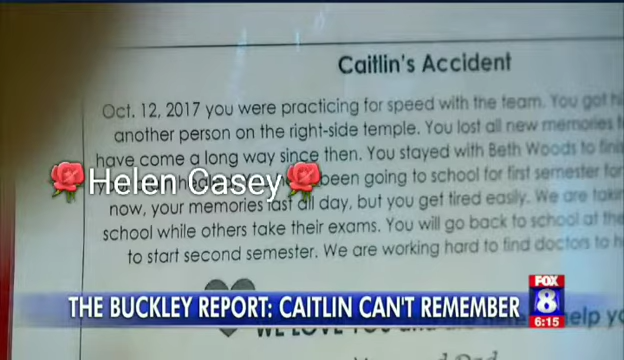 Caitlin's Accident
Oct. 12, 2017 you were practicing for speed with the team. You got
another person on the right-side temple. You lost all new memories
have come a long way since then. You stayed with Beth Woods to
🌹Helen Casey🌹 been going to school for first semester
now, your memories last all day, but you get tired easily. We are
school while others take their exams. You will go back to school at
to start second semester. We are working hard to find doctors to
THE BUCKLEY REPORT: CAITLIN CAN'T REMEMBER
FOX
8
6:15
WE LOVE YOU and